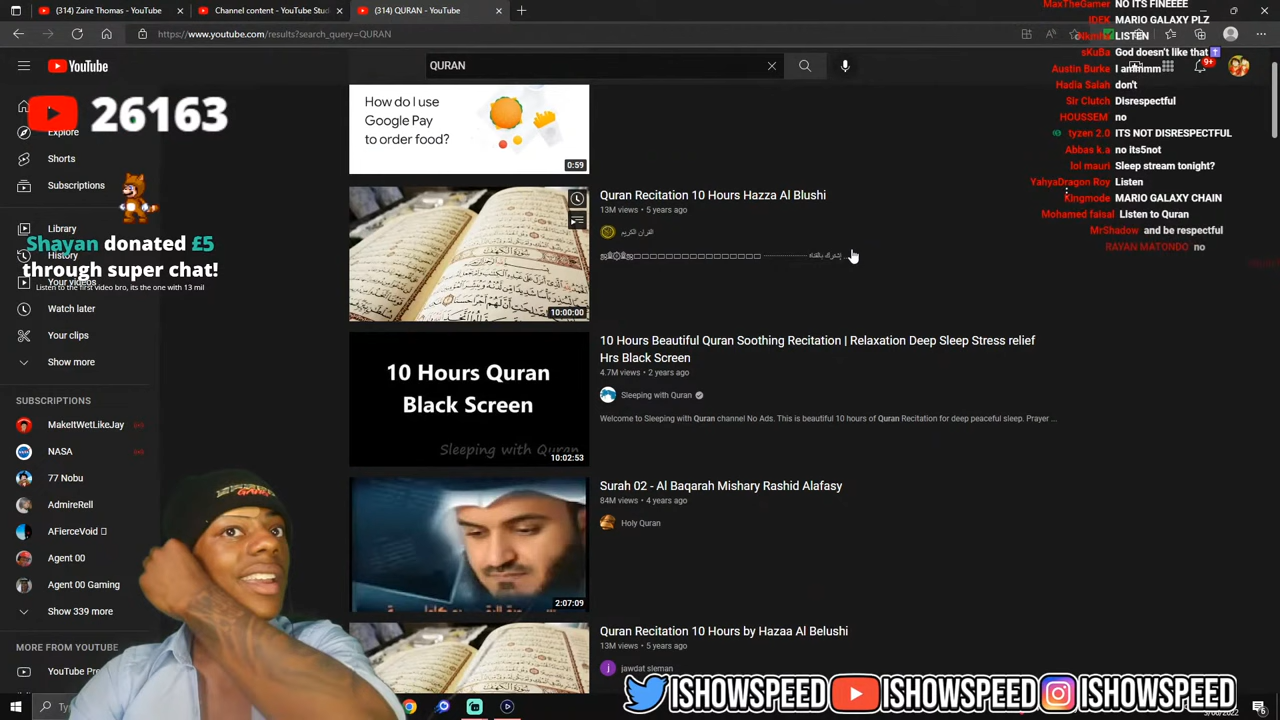 (314) Zaire Thomas - YouTube
Channel content - YouTube Stud
(314) QURAN - YouTube
https://www.youtube.com/results?search_query=QURAN
YouTube
QURAN
9+
26163
Explore
Shorts
Subscriptions
Library
History
Your videos
Watch later
Your clips
Show more
Shayan donated £5
through super chat!
Listen to the first video bro, its the one with 13 mil
SUBSCRIPTIONS
MakeItWetLikeJay
NASA
77 Nobu
AdmireRell
AFierceVoid
Agent 00
Agent 00 Gaming
Show 339 more
MORE FROM YOUTUBE
YouTube Pre
How do I use
Google Pay
to order food?
0:59
Quran Recitation 10 Hours Hazza Al Blushi
13M views • 5 years ago
القران الكريم
10:00:00
10 Hours Quran
Black Screen
Sleeping with Quran
10:02:53
10 Hours Beautiful Quran Soothing Recitation | Relaxation Deep Sleep Stress relief
Hrs Black Screen
4.7M views • 2 years ago
Sleeping with Quran
Welcome to Sleeping with Quran channel No Ads. This is beautiful 10 hours of Quran Recitation for deep peaceful sleep. Prayer ...
2:07:09
Surah 02 - Al Baqarah Mishary Rashid Alafasy
84M views • 4 years ago
Holy Quran
Quran Recitation 10 Hours by Hazaa Al Belushi
13M views • 5 years ago
jawdat sleman
MaxTheGamer NO ITS FINEEEE
IDEK MARIO GALAXY PLZ
LISTEN
sKuBa God doesn't like that
Austin Burke I ammmm
Hadia Salah don't
Sir Clutch Disrespectful
HOUSSEM no
tyzen 2.0 ITS NOT DISRESPECTFUL
Abbas k.a no its5not
lol mauri Sleep stream tonight?
YahyaDragon Roy Listen
Kingmode MARIO GALAXY CHAIN
Mohamed faisal LIsten to Quran
MrShadow and be respectful
RAYAN MATONDO no
Ty
ISHOWSPEED ISHOWSPEED ISHOWSPEED